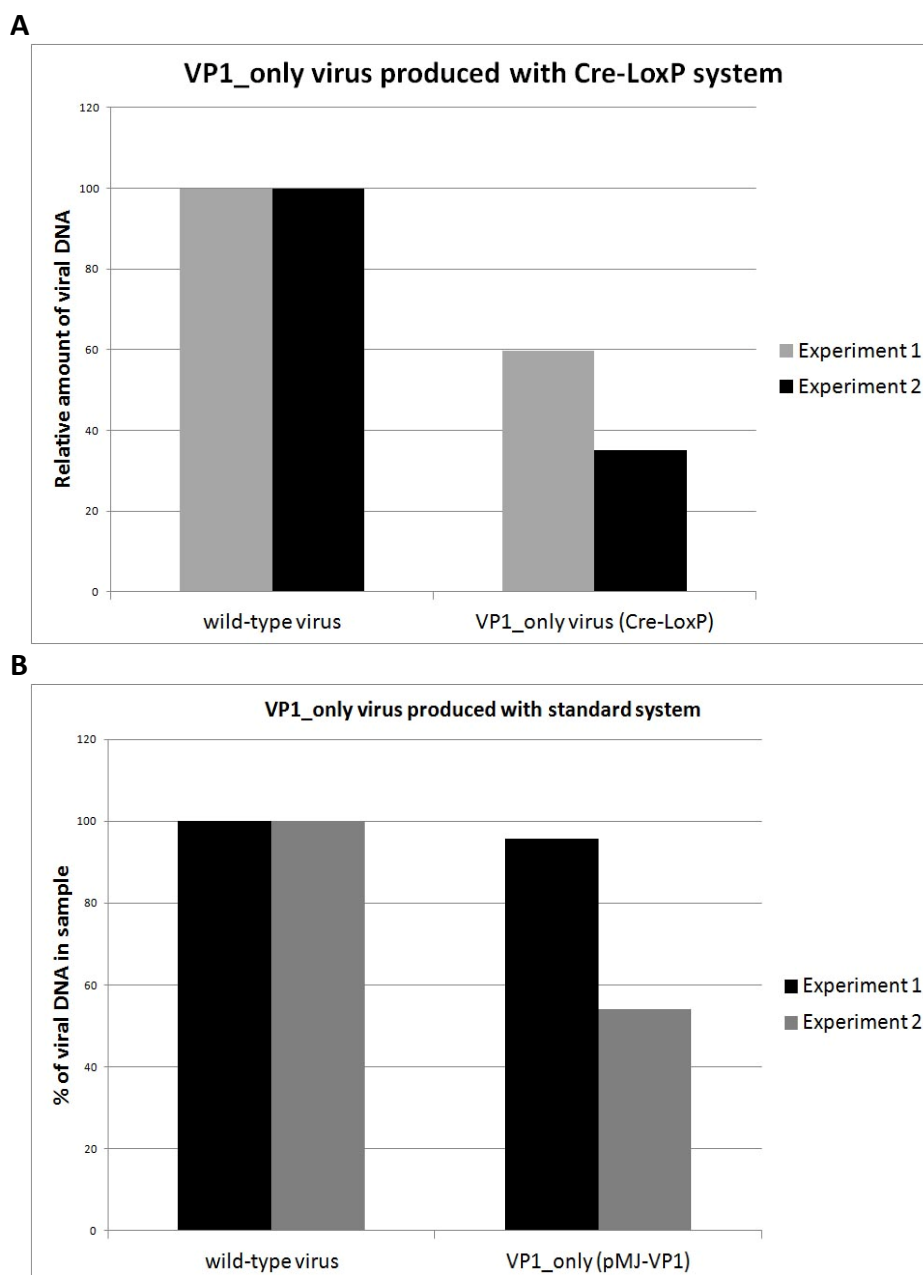 A
VP1_only virus produced with Cre-LoxP system
Relative amount of viral DNA
120
100
80
60
40
20
0
wild-type virus
VP1_only virus (Cre-LoxP)
Experiment 1
Experiment 2
B
VP1_only virus produced with standard system
% of viral DNA in sample
120
100
80
60
40
20
0
wild-type virus
VP1_only (pMJ-VP1)
Experiment 1
Experiment 2